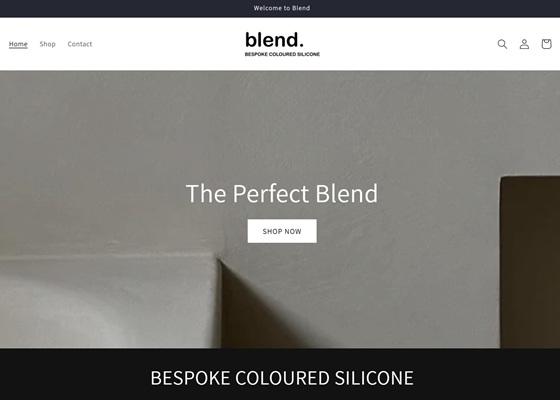 Welcome to Blend
Home
Shop
Contact
blend.
BESPOKE COLOURED SILICONE
The Perfect Blend
SHOP NOW
BESPOKE COLOURED SILICONE